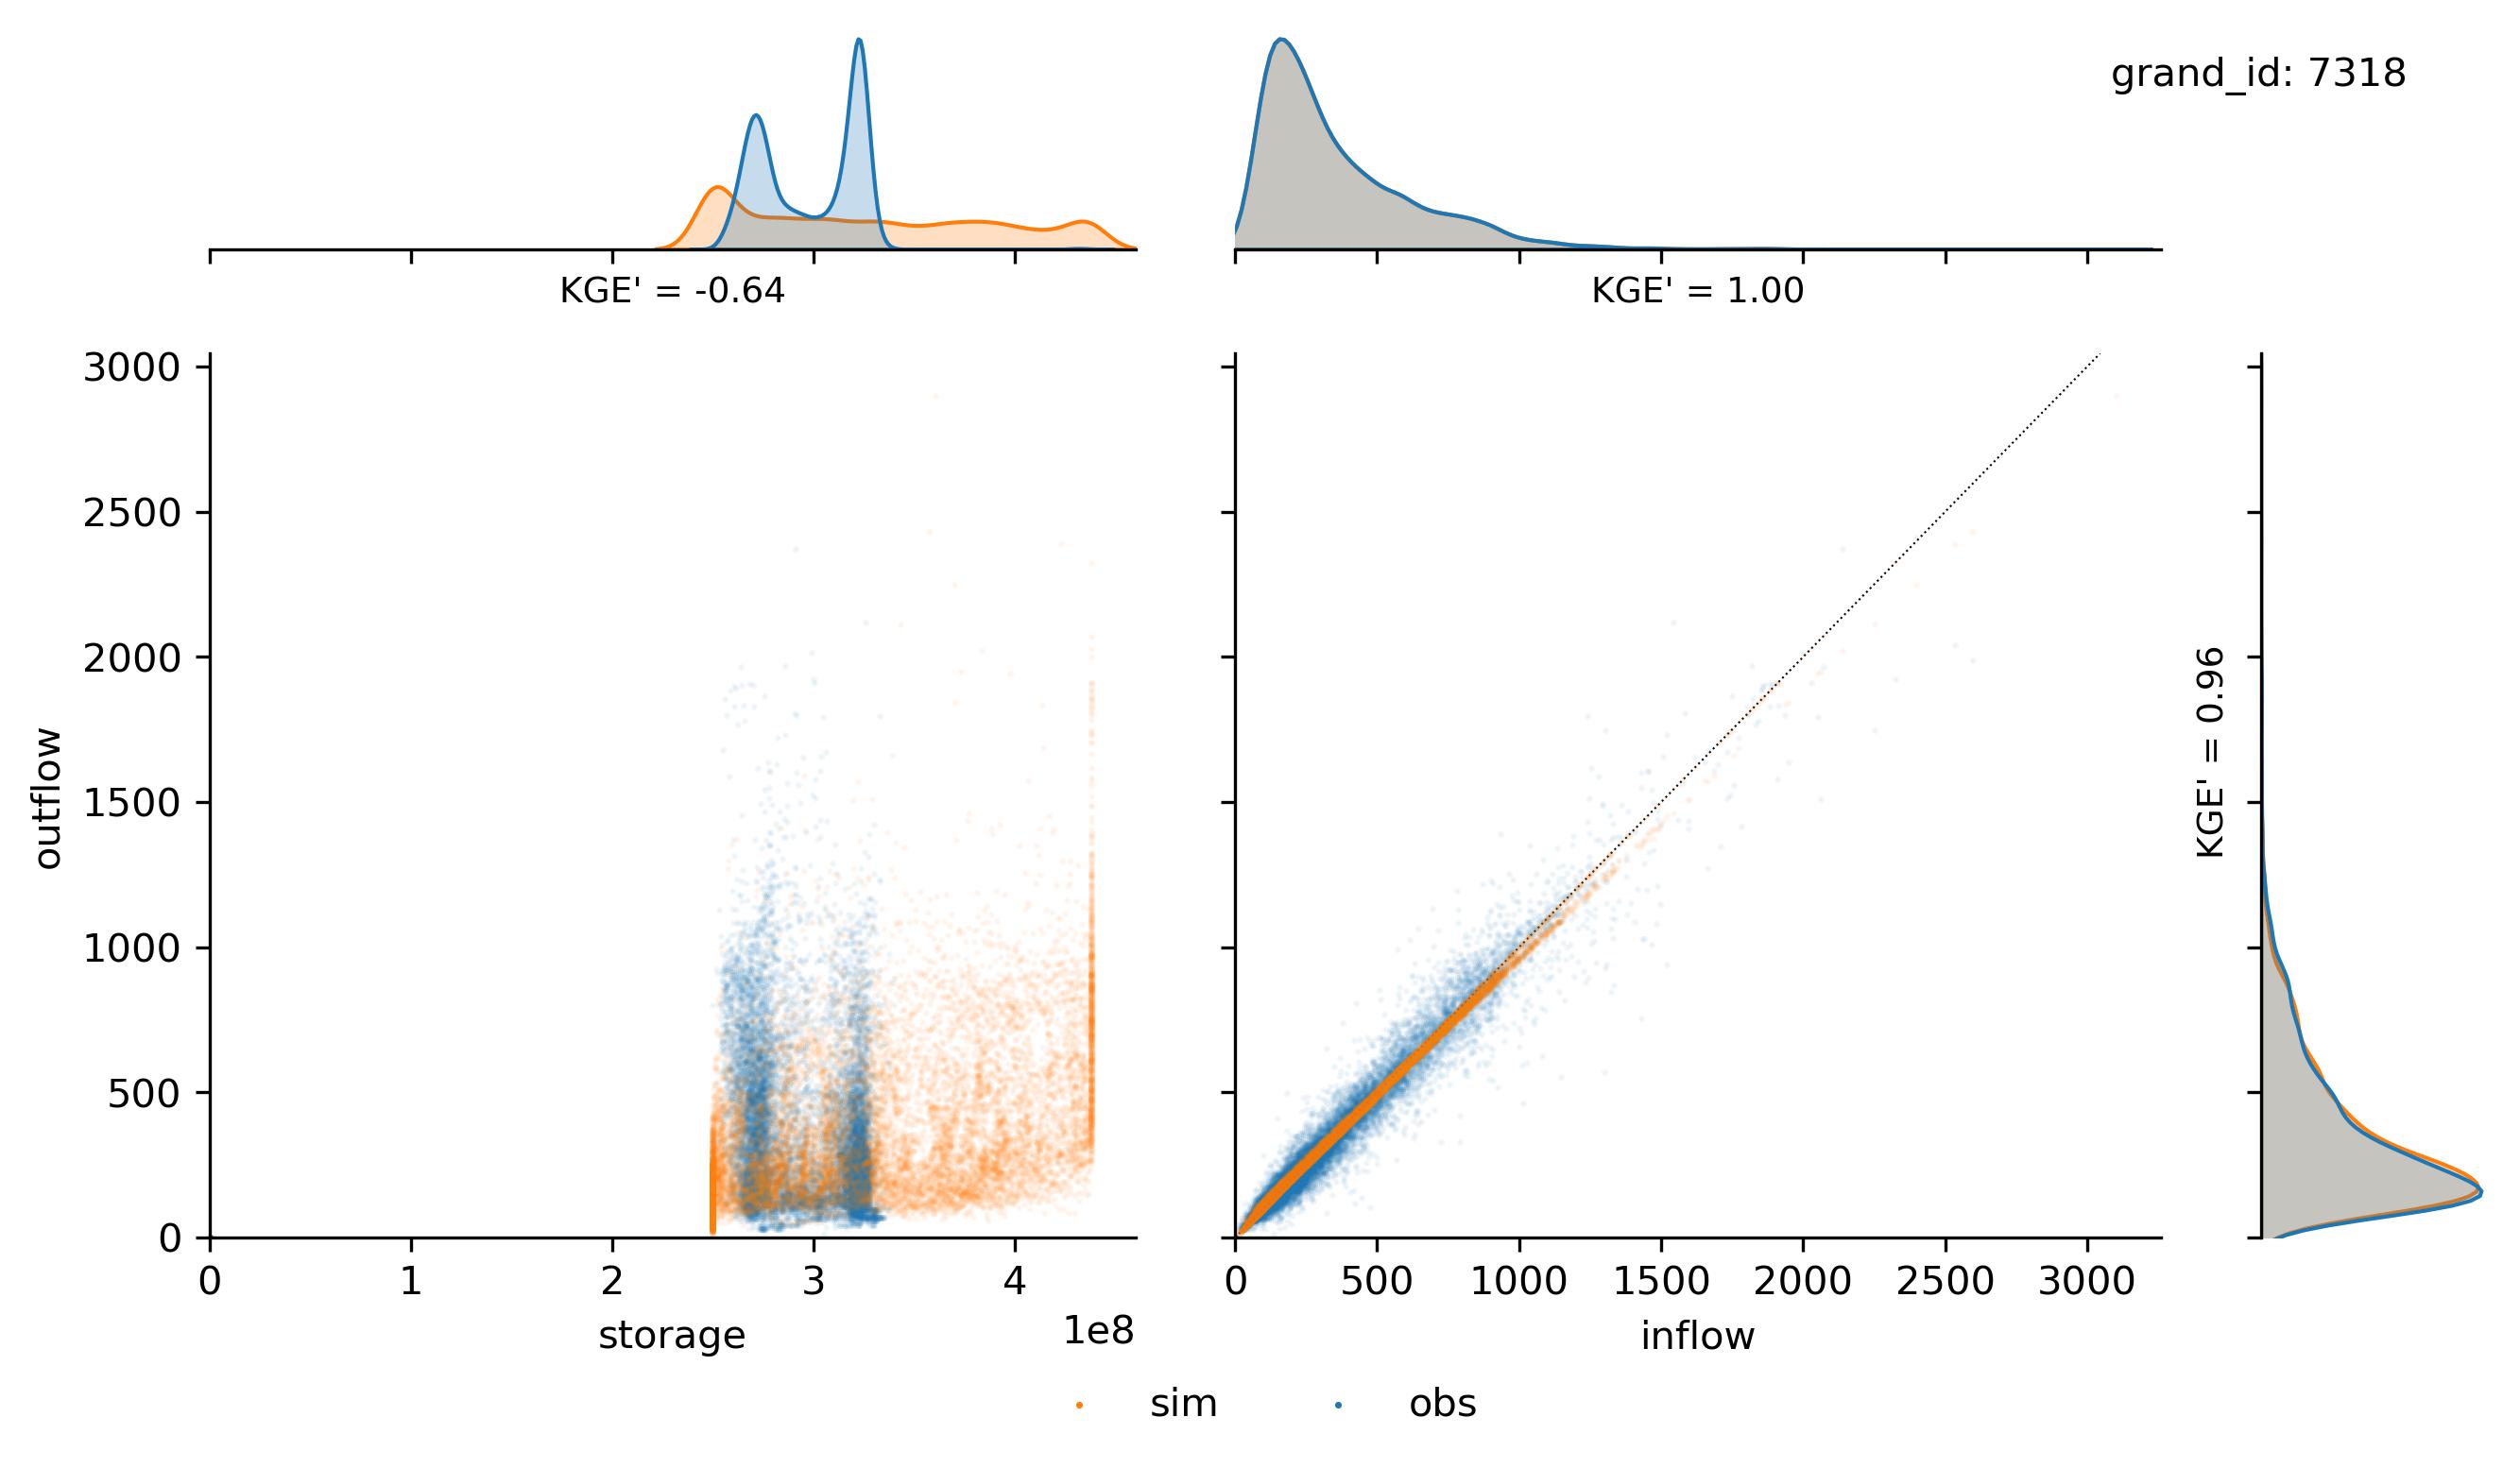 grand_id: 7318
KGE' = -0.64
KGE' = 1.00
3000
2500
2000
1500
1000
500
0
outflow
KGE' = 0.96
0 1 2 3 4
0 500 1000 1500 2000 2500 3000
1e8
storage
inflow
sim obs